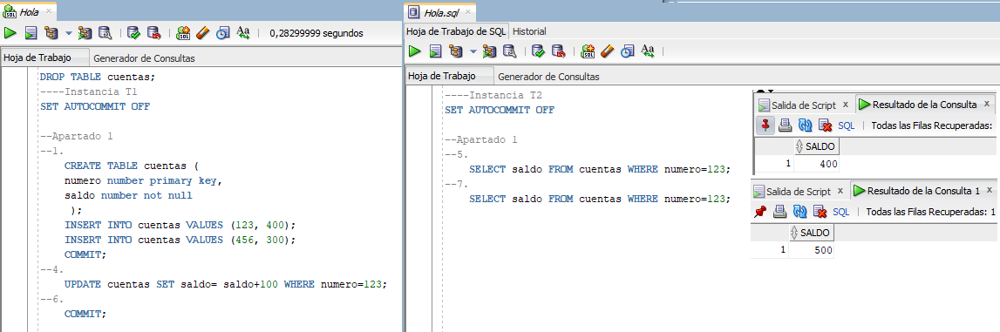 Hola
0,28299999 segundos
Hoja de Trabajo
Generador de Consultas
DROP TABLE cuentas;
----Instancia T1
SET AUTOCOMMIT OFF
--Apartado 1
--1.
CREATE TABLE cuentas (
numero number primary key,
saldo number not null
);
INSERT INTO cuentas VALUES (123, 400);
INSERT INTO cuentas VALUES (456, 300);
COMMIT;
--4.
UPDATE cuentas SET saldo= saldo+100 WHERE numero=123;
--6.
COMMIT;
Hola.sql
Hoja de Trabajo de SQL Historial
Hoja de Trabajo
Generador de Consultas
----Instancia T2
SET AUTOCOMMIT OFF
--Apartado 1
--5.
SELECT saldo FROM cuentas WHERE numero=123;
--7.
SELECT saldo FROM cuentas WHERE numero=123;
Salida de Script x Resultado de la Consulta x
SQL | Todas las Filas Recuperadas:
SALDO
1 400
Salida de Script x Resultado de la Consulta 1 x
SQL | Todas las Filas Recuperadas: 1
SALDO
1 500